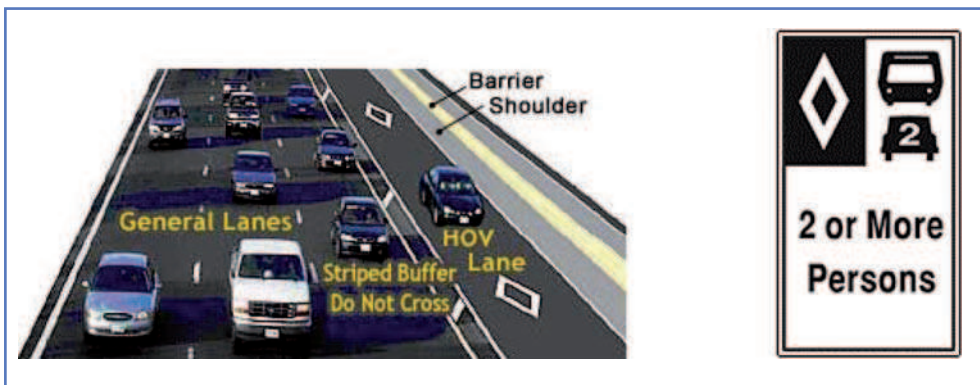 Barrier
Shoulder
General Lanes
HOV
Lane
Striped Buffer
Do Not Cross
2
2 or More
Persons